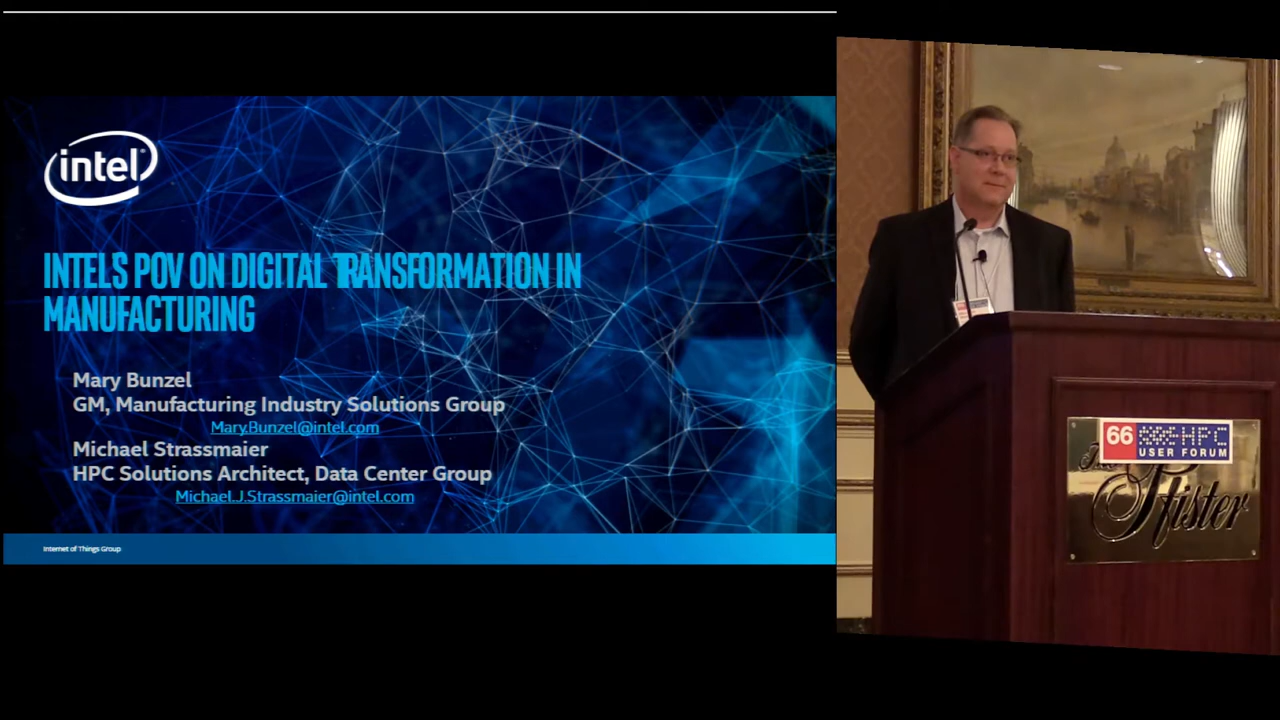 intel
INTELS POV ON DIGITAL TRANSFORMATION IN
MANUFACTURING
Mary Bunzel
GM, Manufacturing Industry Solutions Group
Mary.Bunzel@intel.com
Michael Strassmaier
HPC Solutions Architect, Data Center Group
Michael.J.Strassmaier@intel.com
Internet of Things Group
66 HPC
USER FORUM
Pfister